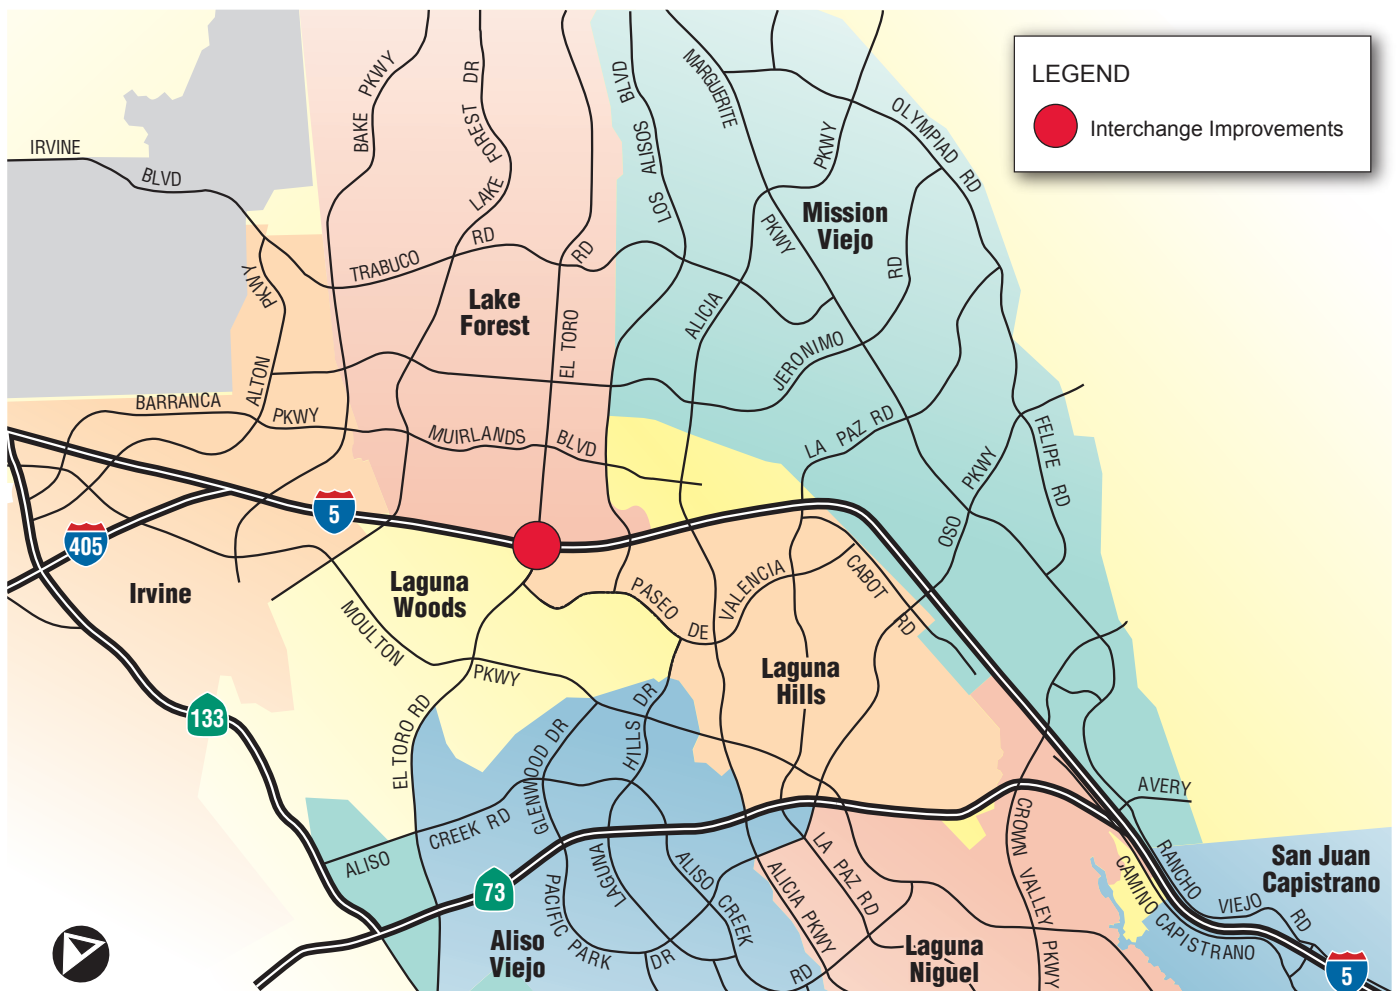 LEGEND
Interchange Improvements
IRVINE
BLVD
BAKE PKWY
LAKE FOREST DR
LOS ALISOS BLVD
MARGUERITE
PKWY
PKWY
OLYMPIAD RD
Mission
Viejo
TRABUCO
RD
RD
EL TORO
PKWY
ALTON
Lake
Forest
ALICIA
RD
JERONIMO
BARRANCA
PKWY
MUIRLANDS
BLVD
LA PAZ RD
FELIPE RD
PKWY
OSO
5
405
Irvine
Laguna
Woods
MOULTON
PKWY
PASEO DE VALENCIA
CABOT RD
Laguna
Hills
133
EL TORO RD
GLENWOOD DR
HILLS DR
LAGUNA
ALISO
CREEK RD
73
PACIFIC PARK DR
ALISO CREEK
RD
ALICIA PKWY
LA PAZ RD
CROWN VALLEY PKWY
AVERY
RANCHO
VIEJO
RD
CAMINO CAPISTRANO
San Juan
Capistrano
Aliso
Viejo
Laguna
Niguel
5